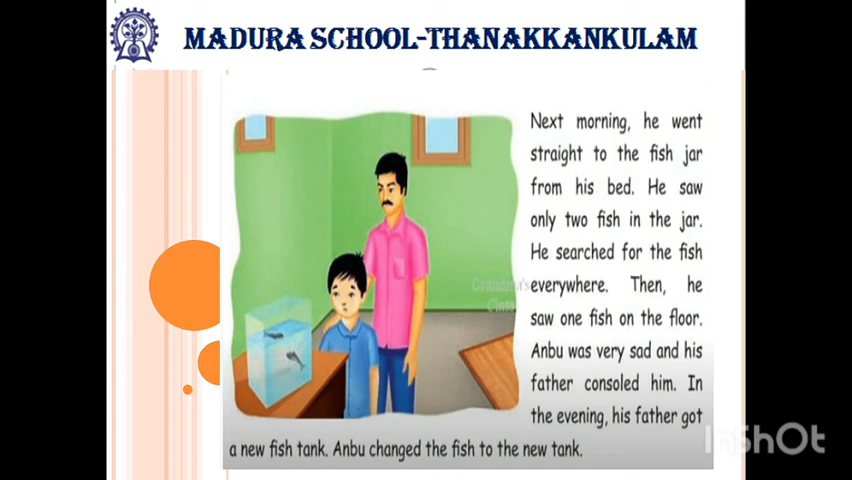 MADURA SCHOOL-THANAKKANKULAM
Next morning, he went
straight to the fish jar
from his bed. He saw
only two fish in the jar.
He searched for the fish
everywhere. Then, he
saw one fish on the floor.
Anbu was very sad and his
father consoled him. In
the evening, his father got
a new fish tank. Anbu changed the fish to the new tank.
Grandma's
Class
InShOt